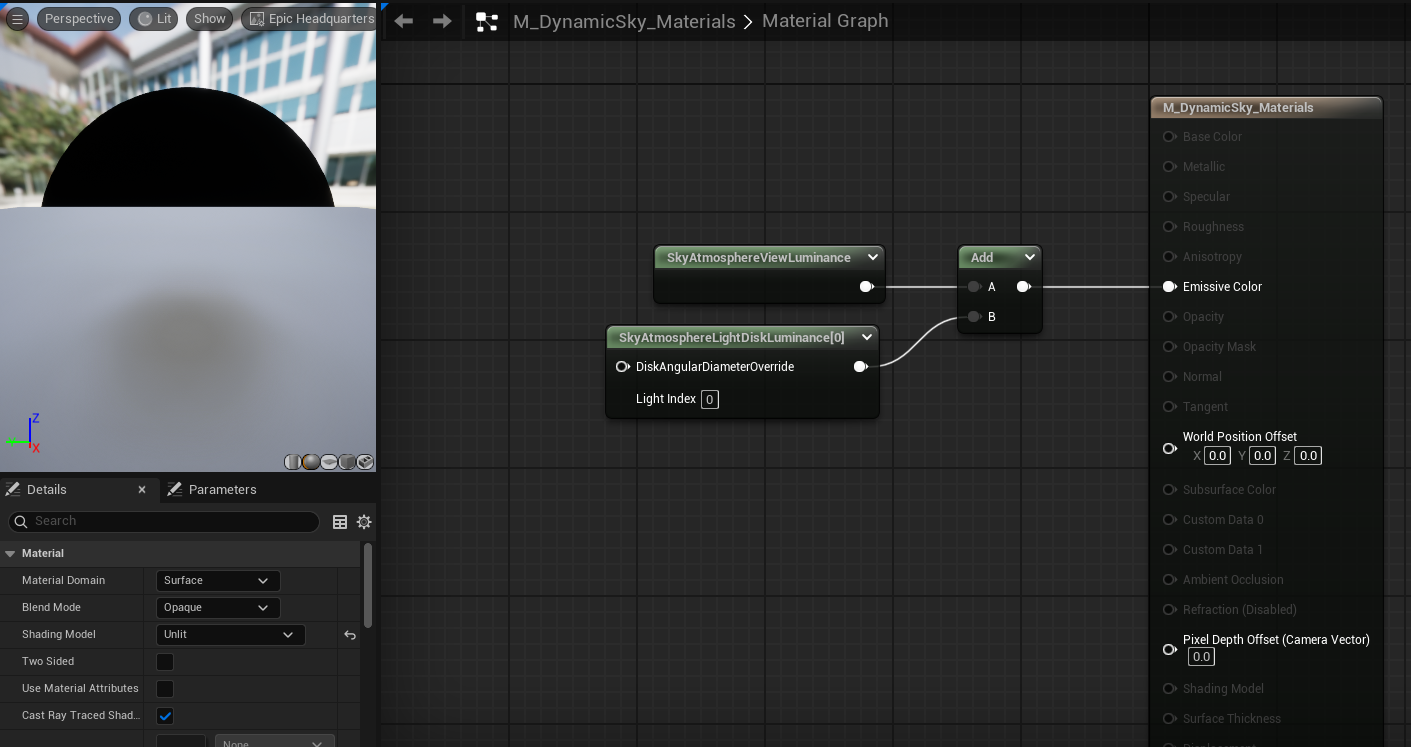 Perspective
Lit
Show
Epic Headquarters
M_DynamicSky_Materials
Material Graph
Z
X
Details
Parameters
Search
Material
Material Domain
Surface
Blend Mode
Opaque
Shading Model
Unlit
Two Sided
Use Material Attributes
Cast Ray Traced Shad...
None
SkyAtmosphereViewLuminance
SkyAtmosphereLightDiskLuminance[0]
DiskAngularDiameterOverride
Light Index 0
Add
A
B
M_DynamicSky_Materials
Base Color
Metallic
Specular
Roughness
Anisotropy
Emissive Color
Opacity
Opacity Mask
Normal
Tangent
World Position Offset
X 0.0 Y 0.0 Z 0.0
Subsurface Color
Custom Data 0
Custom Data 1
Ambient Occlusion
Refraction (Disabled)
Pixel Depth Offset (Camera Vector)
0.0
Shading Model
Surface Thickness